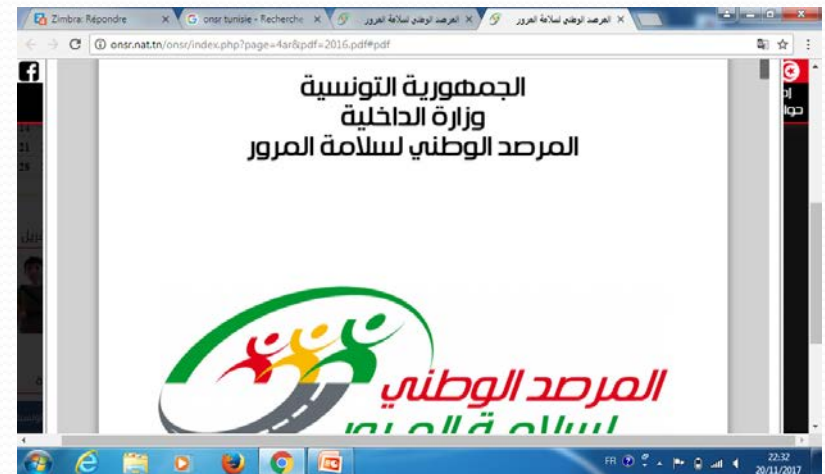 Zimbra: Répondre
onsr tunisie - Recherche
المرصد الوطني لسلامة المرور
المرصد الوطني لسلامة المرور
onsr.nat.tn/onsr/index.php?page=4ar&pdf=2016.pdf#pdf
الجمهورية التونسية
وزارة الداخلية
المرصد الوطني لسلامة المرور
المرصد الوطني
لسلامة المرور
FR
22:32
20/11/2017